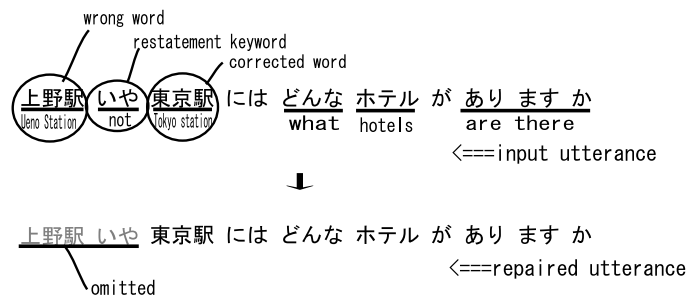 wrong word
restatement keyword
corrected word
上野駅 いや 東京駅 には どんな ホテル が あり ます か
Ueno Station not Tokyo station what hotels are there
<===input utterance
上野駅 いや 東京駅 には どんな ホテル が あり ます か
<===repaired utterance
omitted